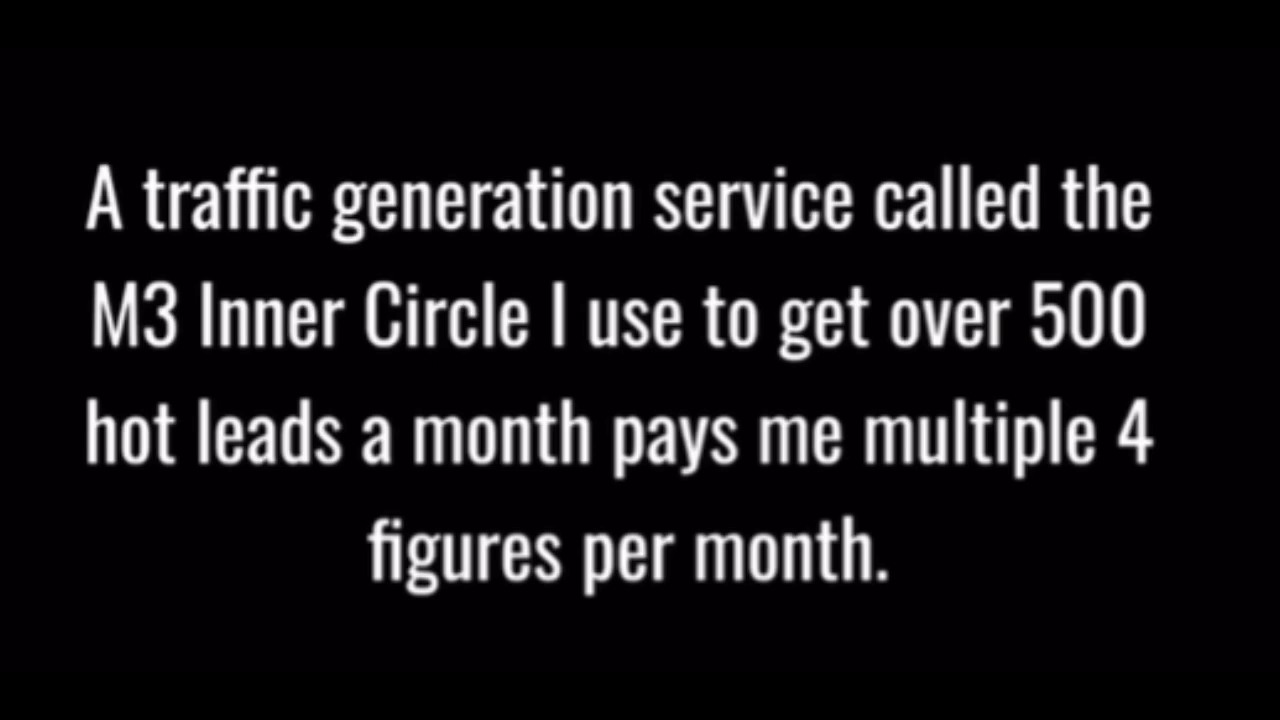 A traffic generation service called the
M3 Inner Circle I use to get over 500
hot leads a month pays me multiple 4
figures per month.